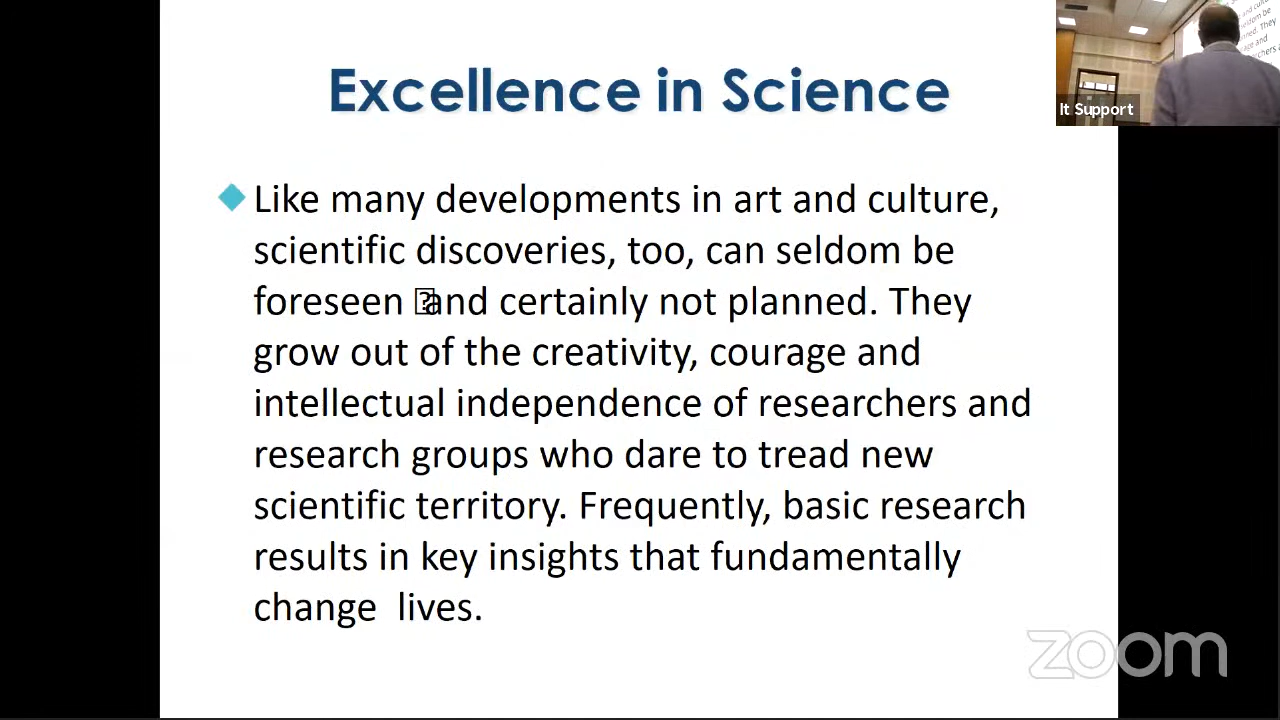 Excellence in Science
Like many developments in art and culture,
scientific discoveries, too, can seldom be
foreseen and certainly not planned. They
grow out of the creativity, courage and
intellectual independence of researchers and
research groups who dare to tread new
scientific territory. Frequently, basic research
results in key insights that fundamentally
change  lives.
It Support
zoom